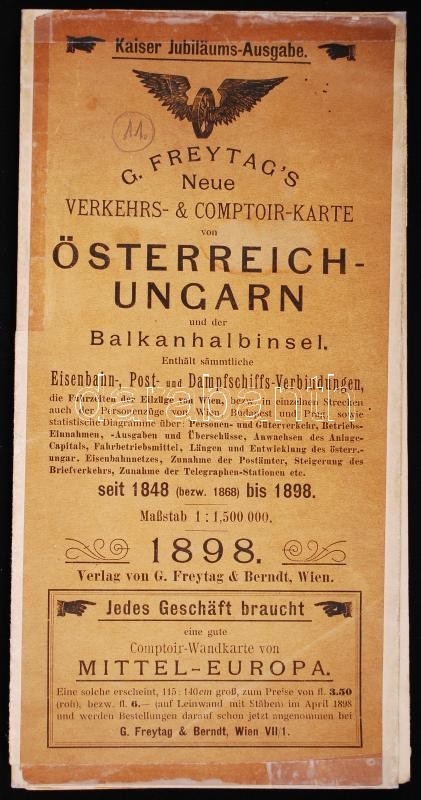 Kaiser Jubiläums-Ausgabe.
11.
G. FREYTAG'S
Neue
VERKEHRS- & COMPTOIR-KARTE
von
ÖSTERREICH-
UNGARN
und der
Balkanhalbinsel.
Enthält sämmtliche
Eisenbahn-, Post- und Dampfschiffs-Verbindungen,
die Fahrzeiten der Eilzüge von Wien, bezw. in einzelnen Strecken
auch der Personenzüge von Wien, Budapest und Prag, sowie
statistische Diagramme über: Personen- und Güterverkehr, Betriebs-
Einnahmen, -Ausgaben und Überschüsse, Anwachsen des Anlage-
Capitals, Fahrbetriebsmittel, Längen und Entwicklung des österr.-
ungar. Eisenbahnnetzes, Zunahme der Postämter, Steigerung des
Briefverkehrs, Zunahme der Telegraphen-Stationen etc.
seit 1848 (bezw. 1868) bis 1898.
Maßstab 1 : 1,500 000.
1898.
Verlag von G. Freytag & Berndt, Wien.
Jedes Geschäft braucht
eine gute
Comptoir-Wandkarte von
MITTEL-EUROPA.
Eine solche erscheint, 115 : 140 cm groß, zum Preise von fl. 3.50
(roh), bezw. fl. 6.— (auf Leinwand mit Stäben) im April 1898
und werden Bestellungen darauf schon jetzt angenommen bei
G. Freytag & Berndt, Wien VII/1.